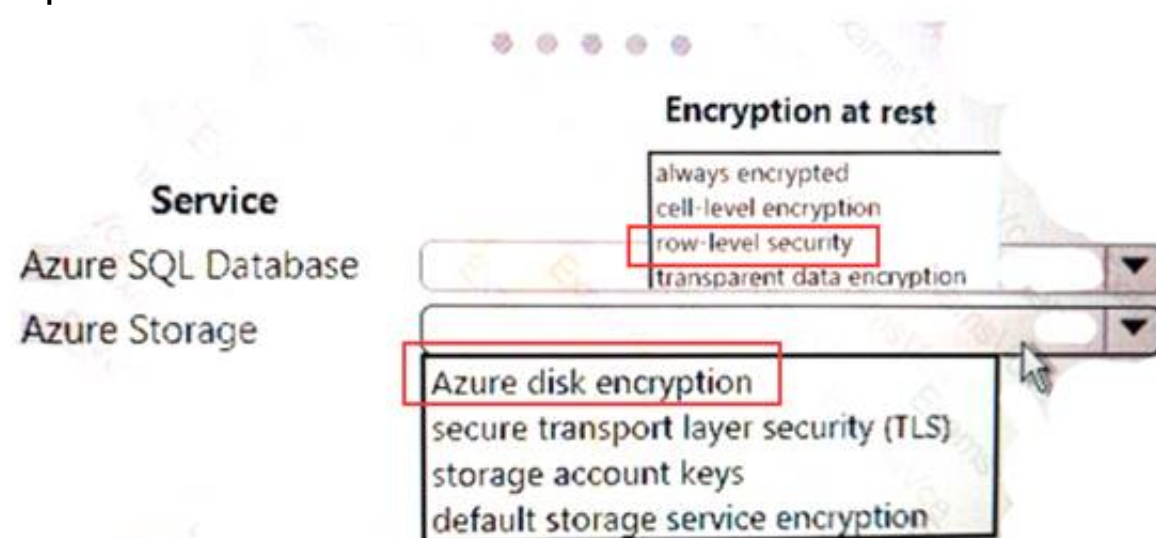 Encryption at rest
always encrypted
cell-level encryption
Service
row-level security
Azure SQL Database
transparent data encryption
Azure Storage
Azure disk encryption
secure transport layer security (TLS)
storage account keys
default storage service encryption